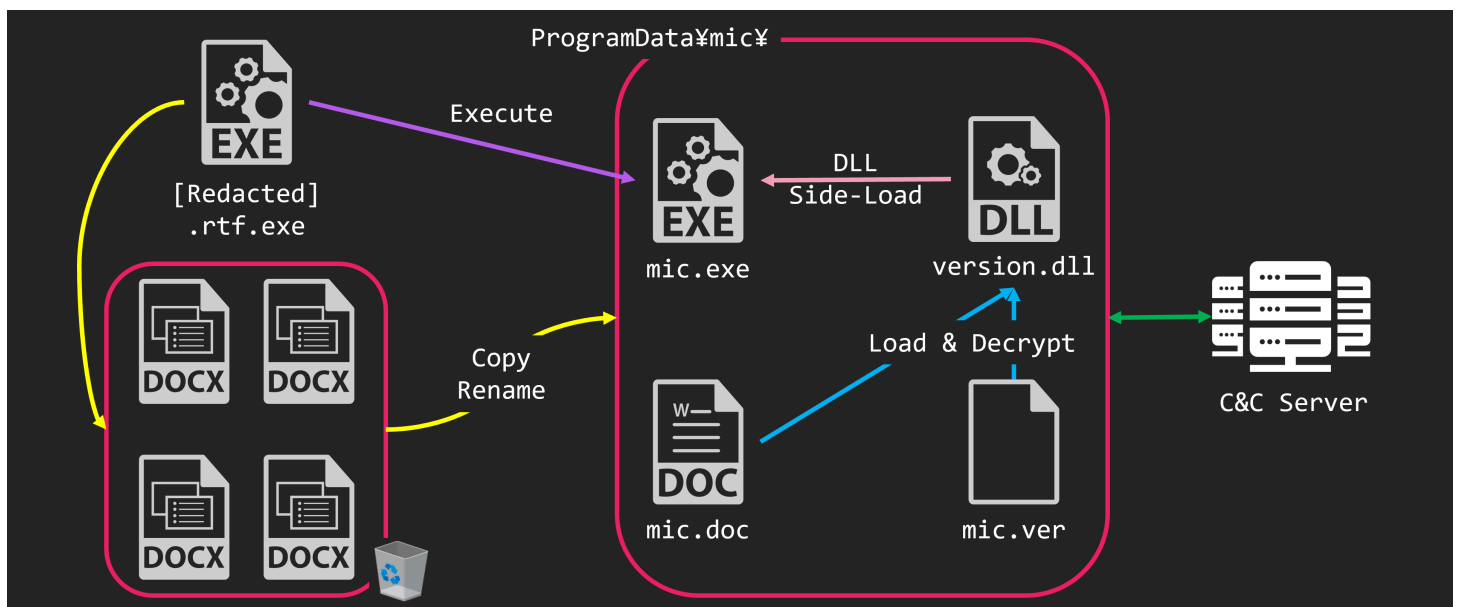 ProgramData¥mic¥
EXE
[Redacted]
.rtf.exe
Execute
EXE
mic.exe
DLL
Side-Load
DLL
version.dll
DOCX
DOCX
DOCX
DOCX
Copy
Rename
Load & Decrypt
W
DOC
mic.doc
mic.ver
C&C Server